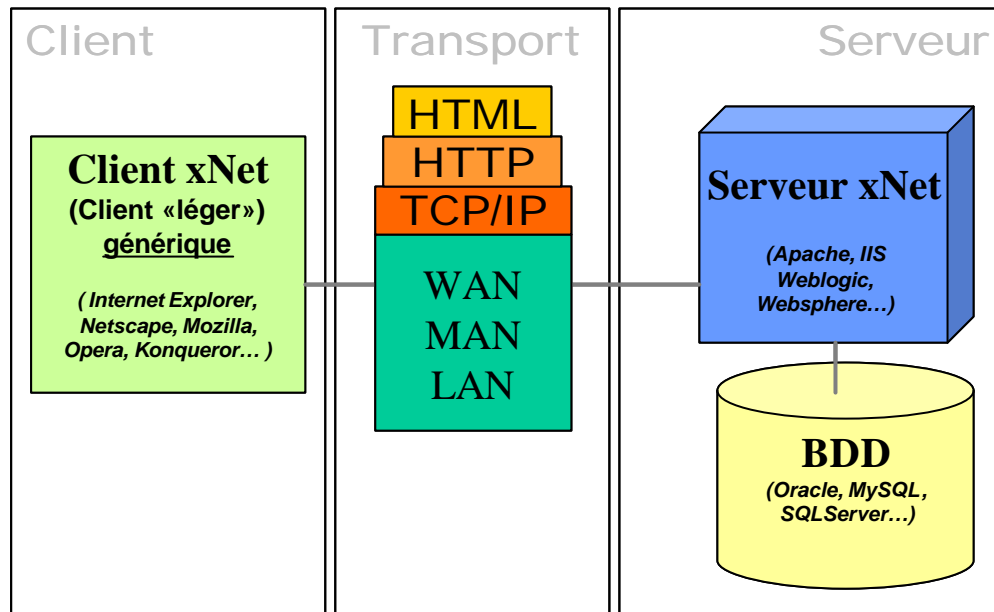 Client
Transport
Serveur
Client xNet
(Client «léger»)
générique
( Internet Explorer,
Netscape, Mozilla,
Opera, Konqueror… )
HTML
HTTP
TCP/IP
WAN
MAN
LAN
Serveur xNet
(Apache, IIS
Weblogic,
Websphere…)
BDD
(Oracle, MySQL,
SQLServer…)